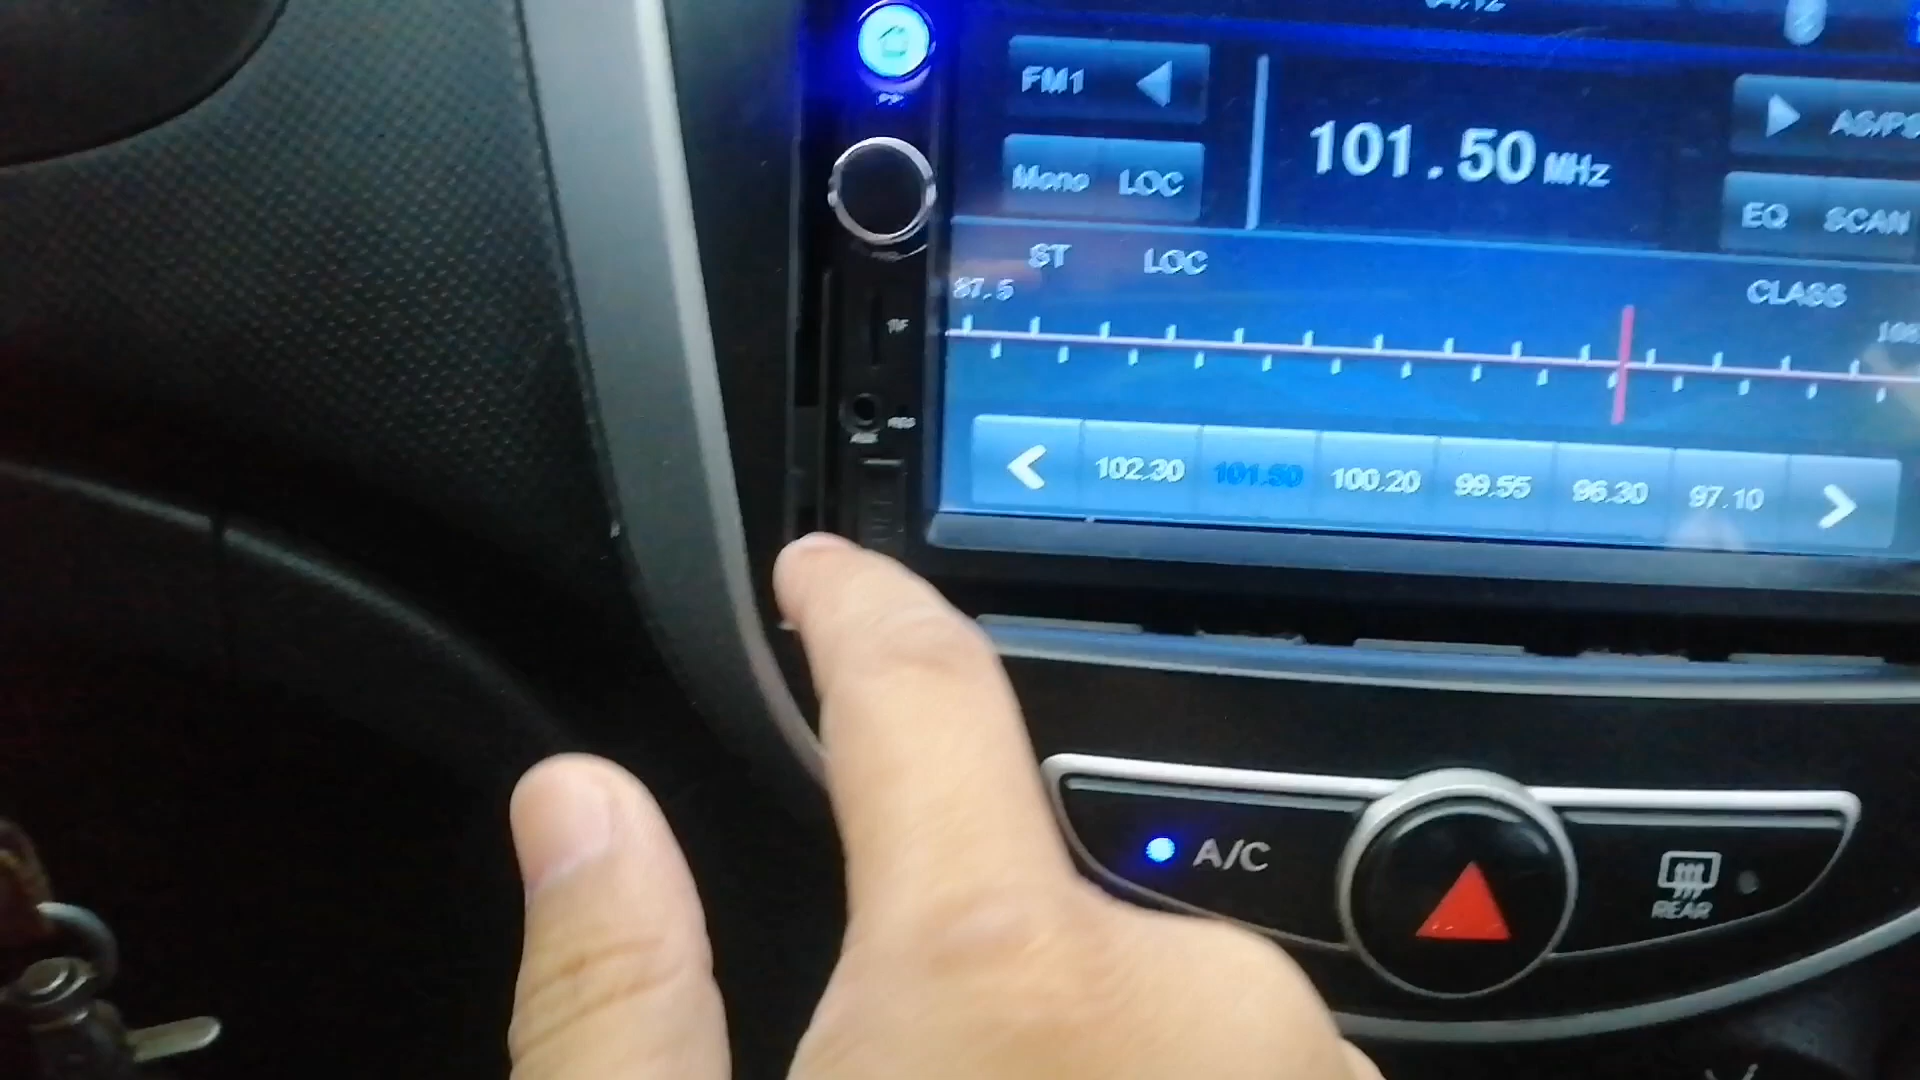 FM1
101.50 MHz
AS/PS
Mono LOC
EQ SCAN
ST LOC
87.5
CLASS
102.30 101.50 100.20 99.55 96.30 97.10
A/C
REAR